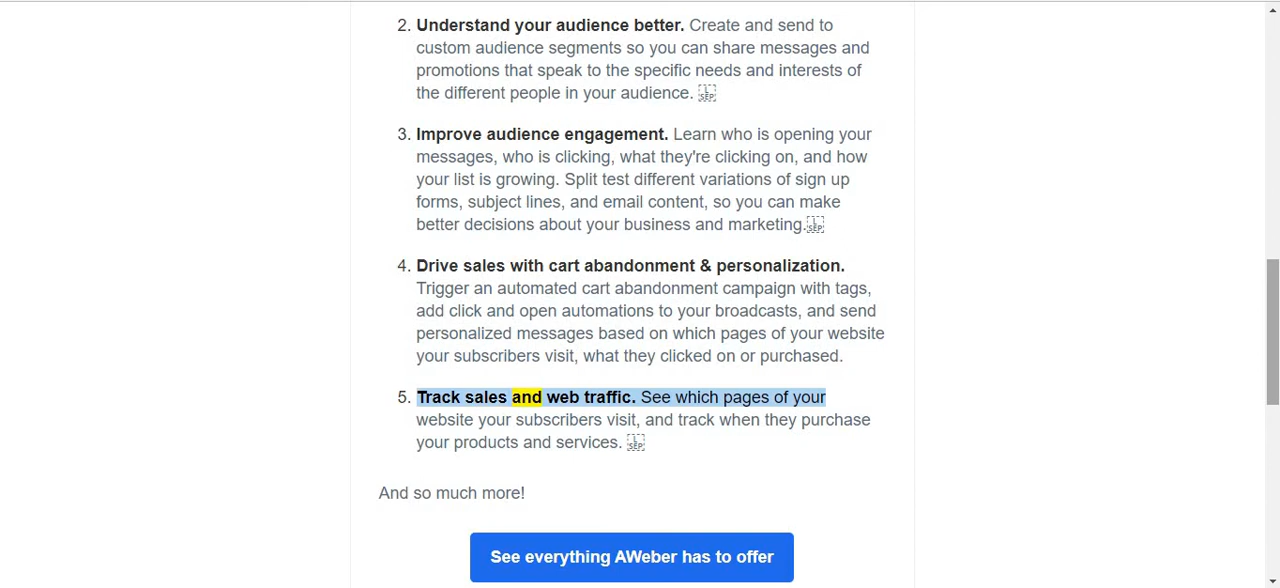 2. Understand your audience better. Create and send to
custom audience segments so you can share messages and
promotions that speak to the specific needs and interests of
the different people in your audience. L SEP
3. Improve audience engagement. Learn who is opening your
messages, who is clicking, what they're clicking on, and how
your list is growing. Split test different variations of sign up
forms, subject lines, and email content, so you can make
better decisions about your business and marketing. L SEP
4. Drive sales with cart abandonment & personalization.
Trigger an automated cart abandonment campaign with tags,
add click and open automations to your broadcasts, and send
personalized messages based on which pages of your website
your subscribers visit, what they clicked on or purchased.
5. Track sales and web traffic. See which pages of your
website your subscribers visit, and track when they purchase
your products and services. L SEP
And so much more!
See everything AWeber has to offer